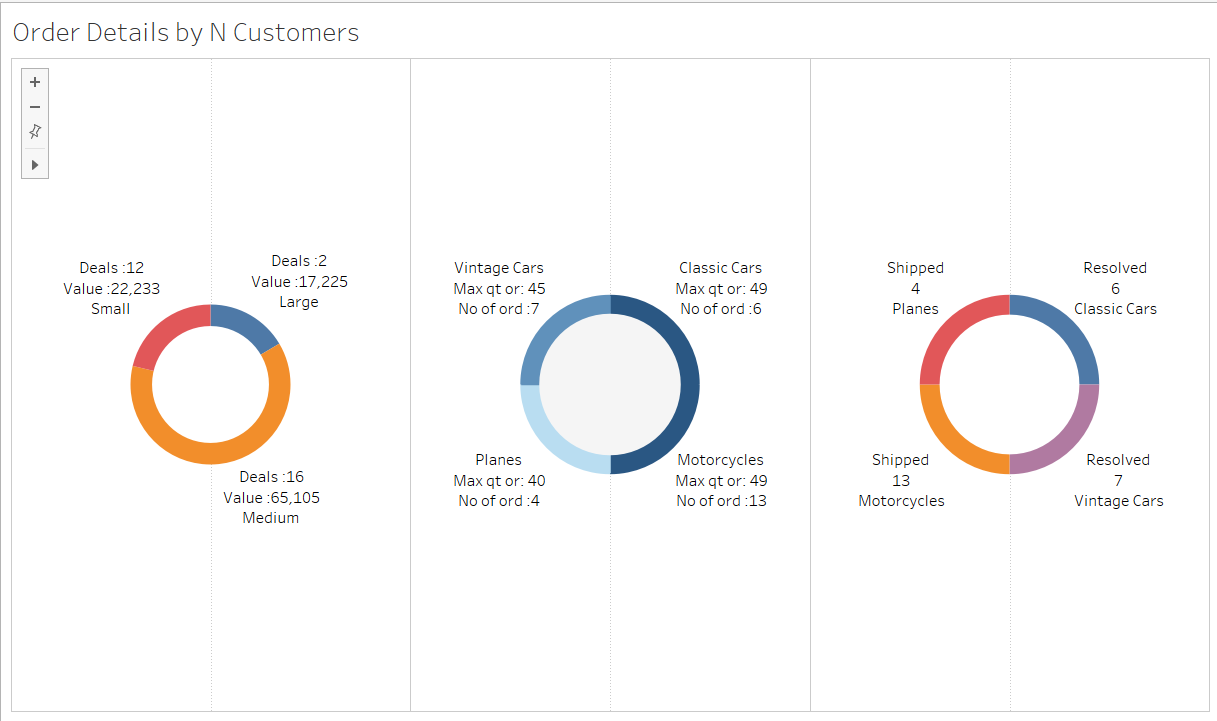 Order Details by N Customers
Deals :12
Value :22,233
Small
Deals :2
Value :17,225
Large
Deals :16
Value :65,105
Medium
Vintage Cars
Max qt or: 45
No of ord :7
Classic Cars
Max qt or: 49
No of ord :6
Planes
Max qt or: 40
No of ord :4
Motorcycles
Max qt or: 49
No of ord :13
Shipped
4
Planes
Resolved
6
Classic Cars
Shipped
13
Motorcycles
Resolved
7
Vintage Cars